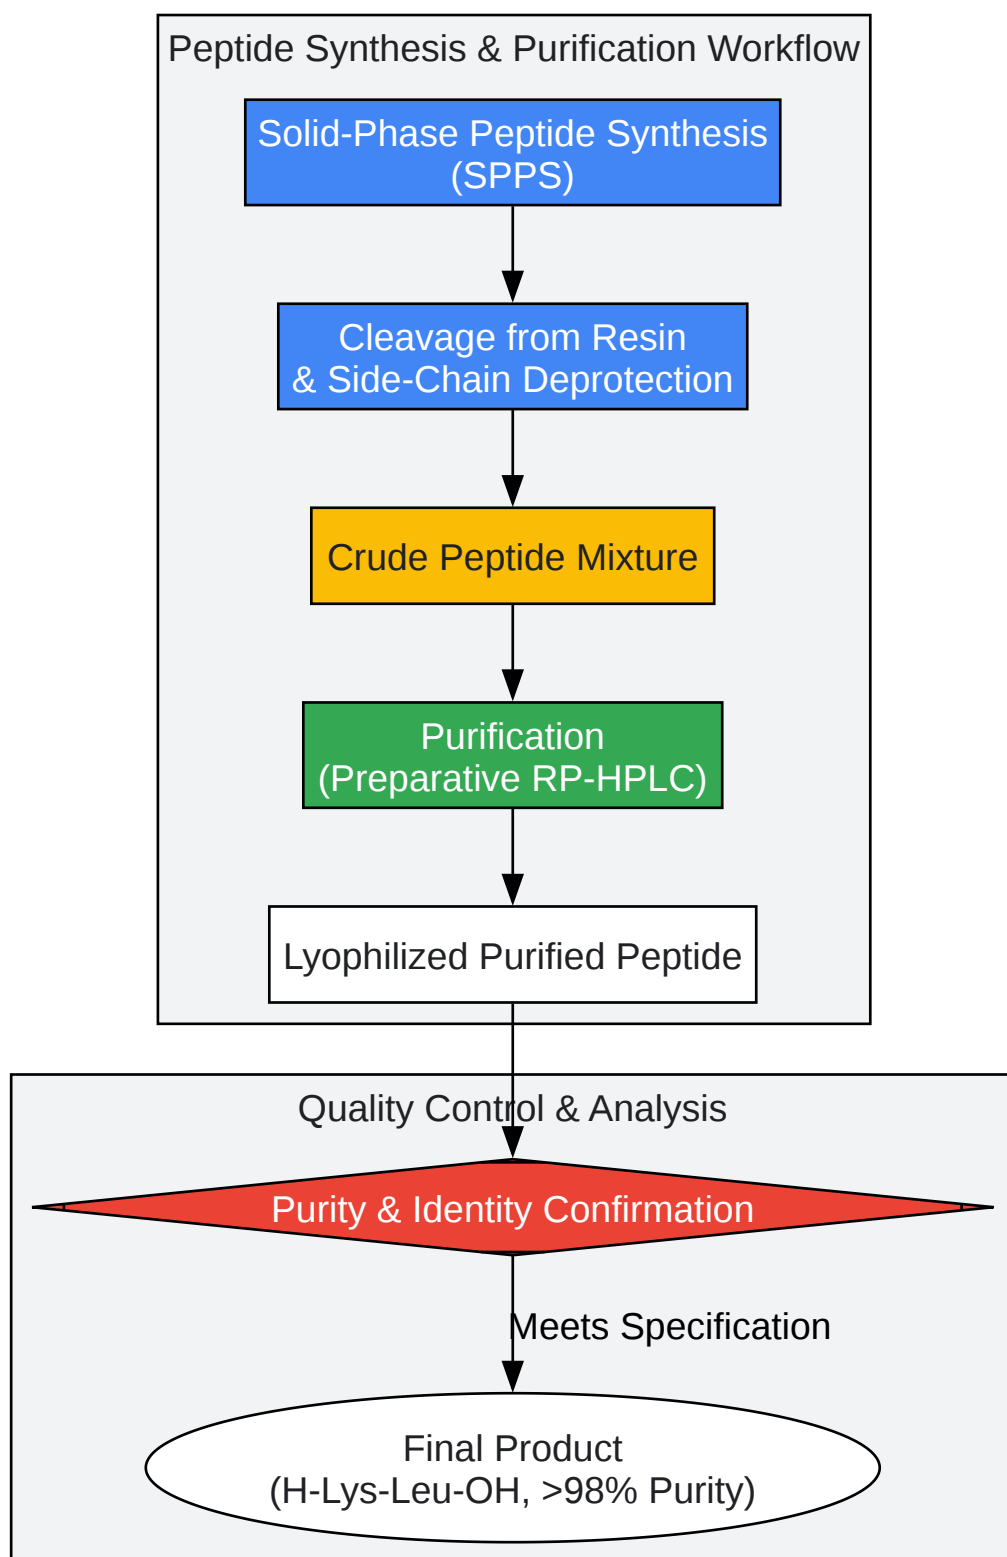 Peptide Synthesis & Purification Workflow
Solid-Phase Peptide Synthesis
(SPPS)
Cleavage from Resin
& Side-Chain Deprotection
Crude Peptide Mixture
Purification
(Preparative RP-HPLC)
Lyophilized Purified Peptide
Quality Control & Analysis
Purity & Identity Confirmation
Meets Specification
Final Product
(H-Lys-Leu-OH, >98% Purity)